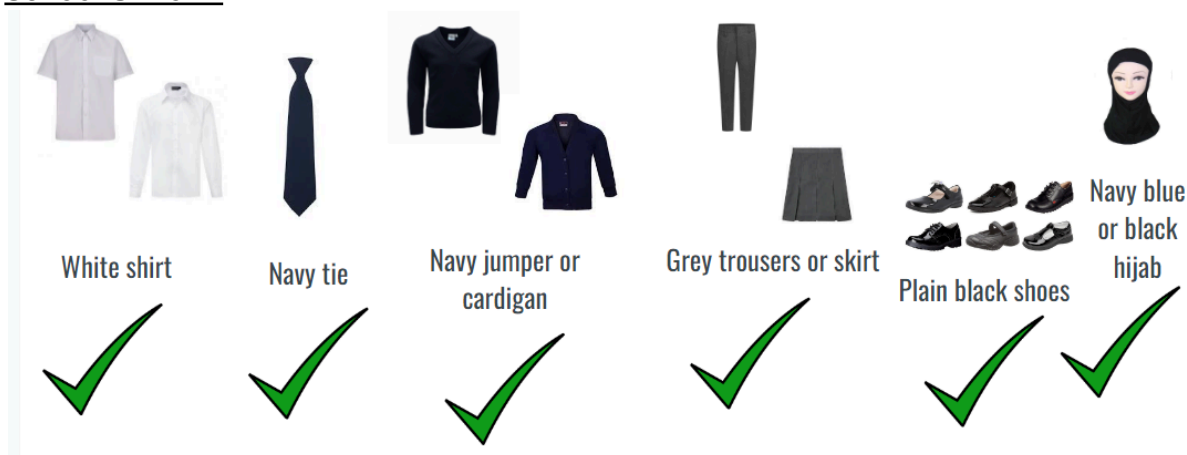 White shirt
Navy tie
Navy jumper or
cardigan
Grey trousers or skirt
Plain black shoes
Navy blue
or black
hijab